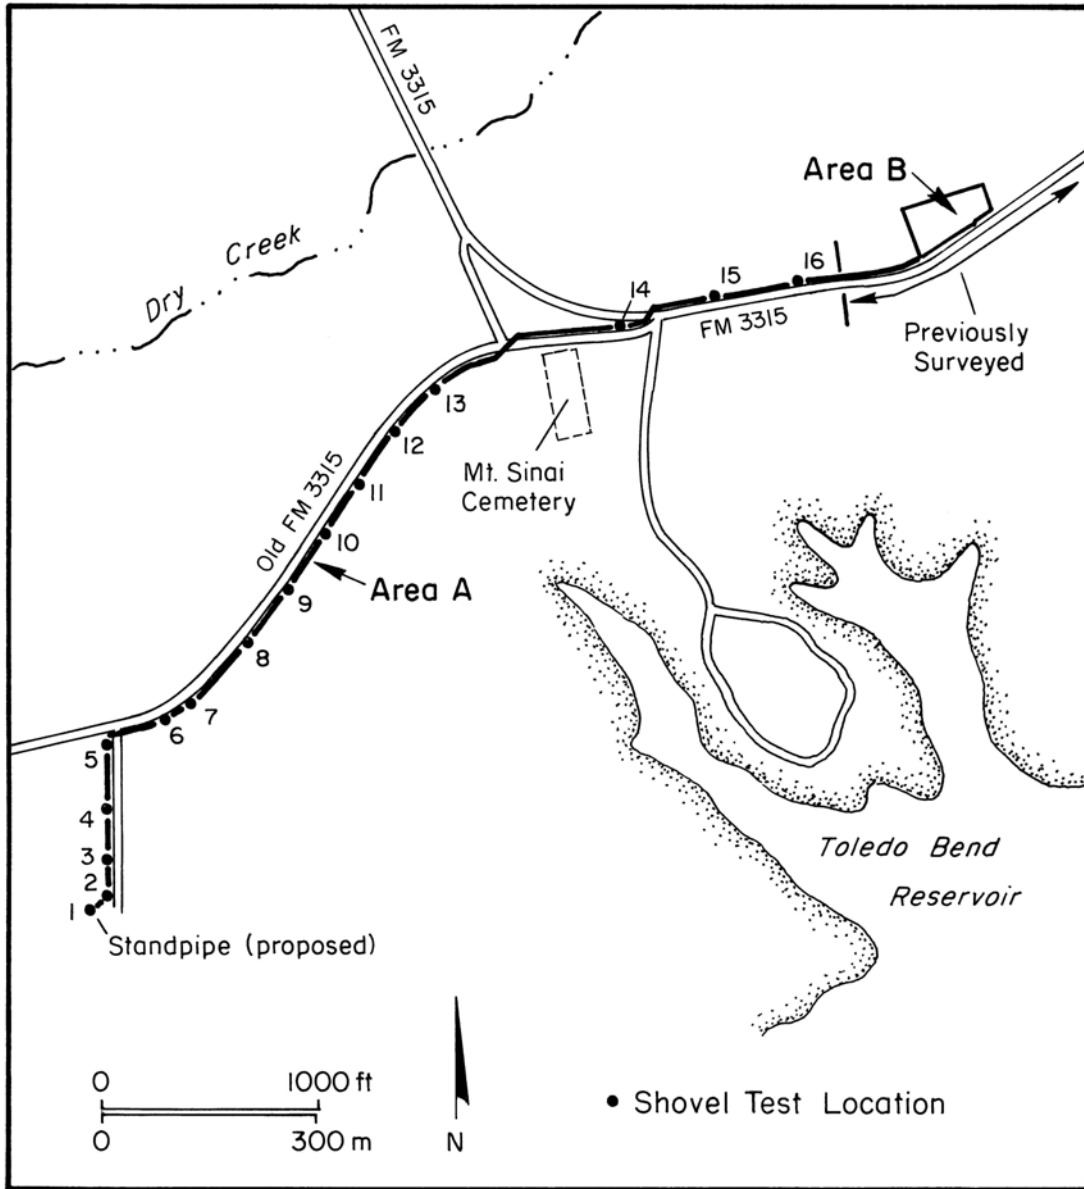 FM 3315
Area B
Dry Creek
16
15
14
FM 3315
Previously
Surveyed
13
12
Mt. Sinai
Cemetery
11
Old FM 3315
10
Area A
9
8
7
6
5
4
3
2
1
Standpipe (proposed)
Toledo Bend
Reservoir
0 1000 ft
0 300 m
N
Shovel Test Location